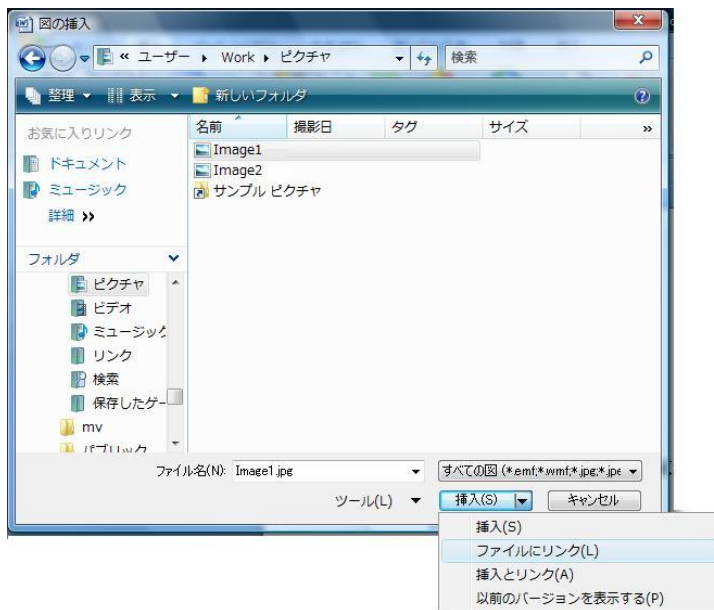 図の挿入
« ユーザー ▸ Work ▸ ピクチャ 検索
整理 表示 新しいフォルダ
お気に入りリンク
ドキュメント
ミュージック
詳細 »
フォルダ
ピクチャ
ビデオ
ミュージック
リンク
検索
保存したゲー
mv
パブリック
名前 撮影日 タグ サイズ »
Image1
Image2
サンプル ピクチャ
ファイル名(N): Image1.jpg すべての図 (*.emf;*.wmf;*.jpg;*.jpe
ツール(L) 挿入(S) キャンセル
挿入(S)
ファイルにリンク(L)
挿入とリンク(A)
以前のバージョンを表示する(P)